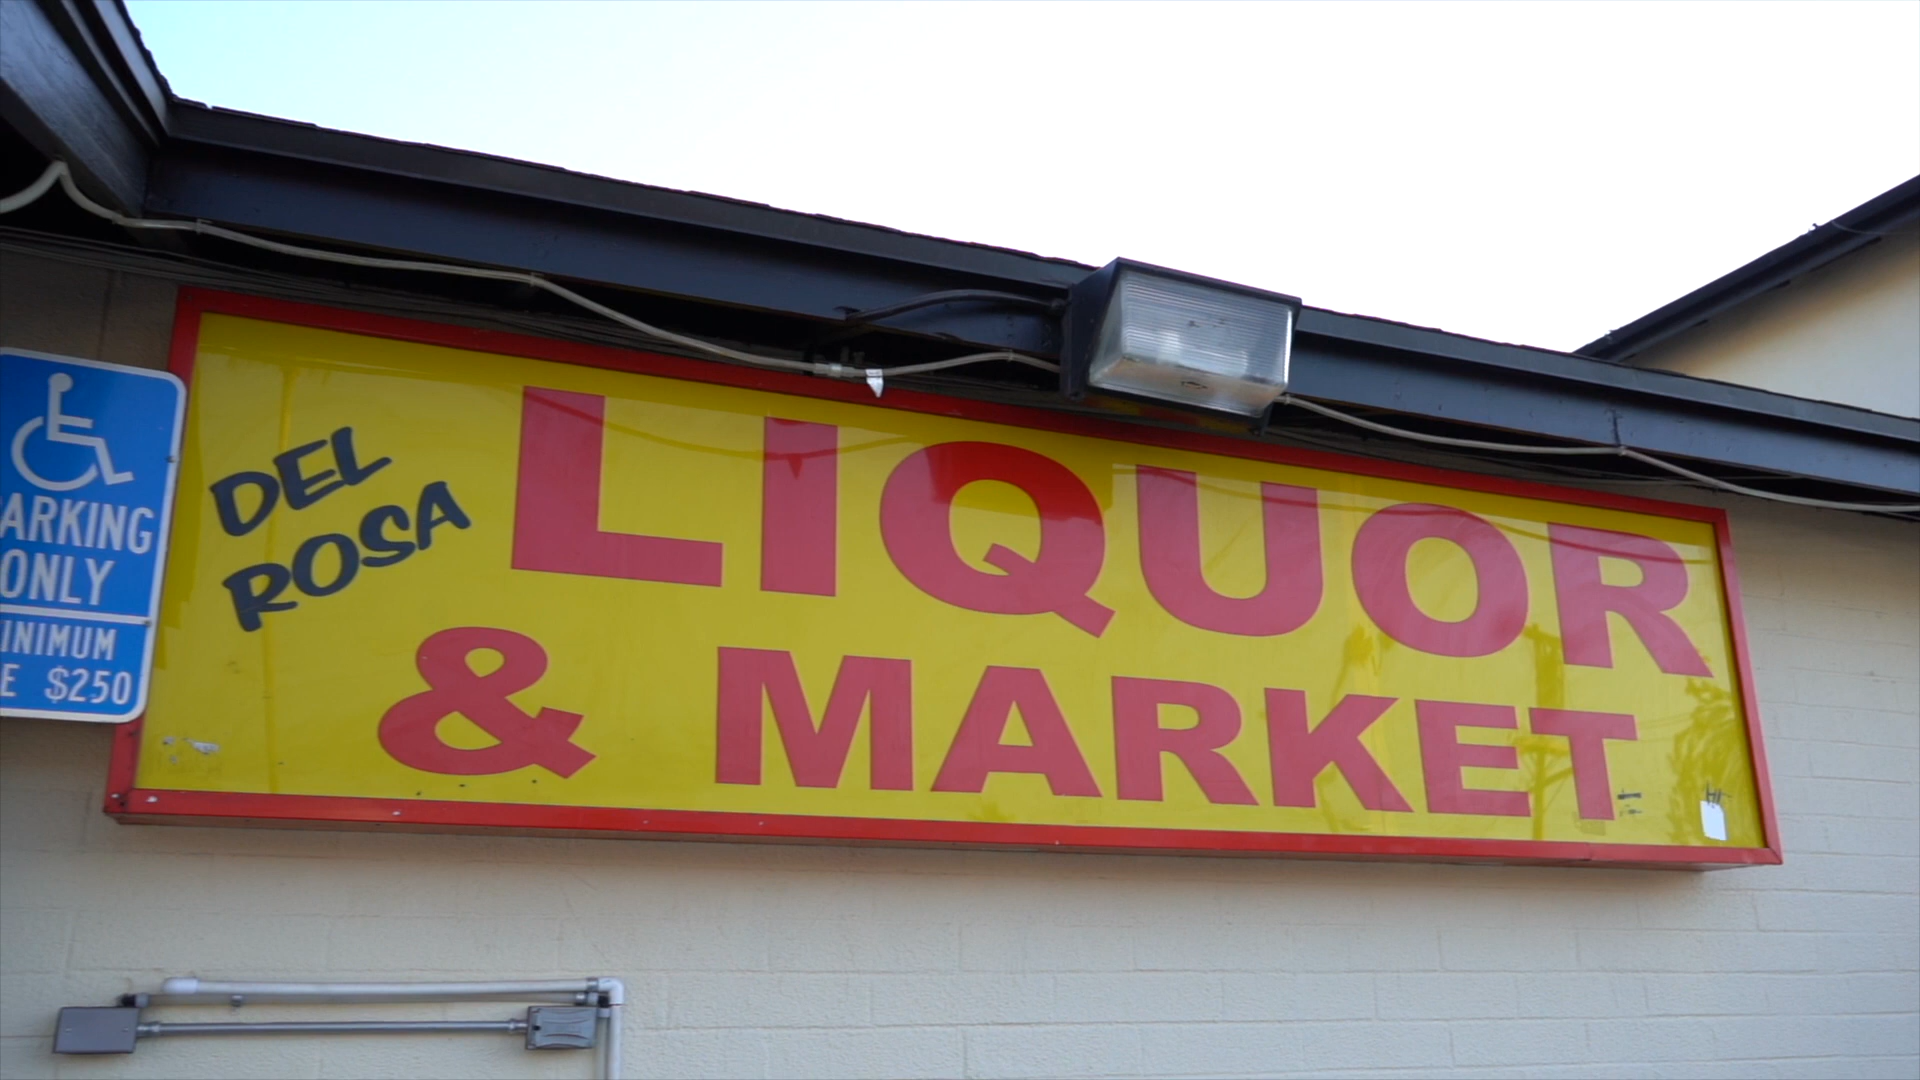 DEL
ROSA
LIQUOR
& MARKET
ARKING
ONLY
INIMUM
E $250